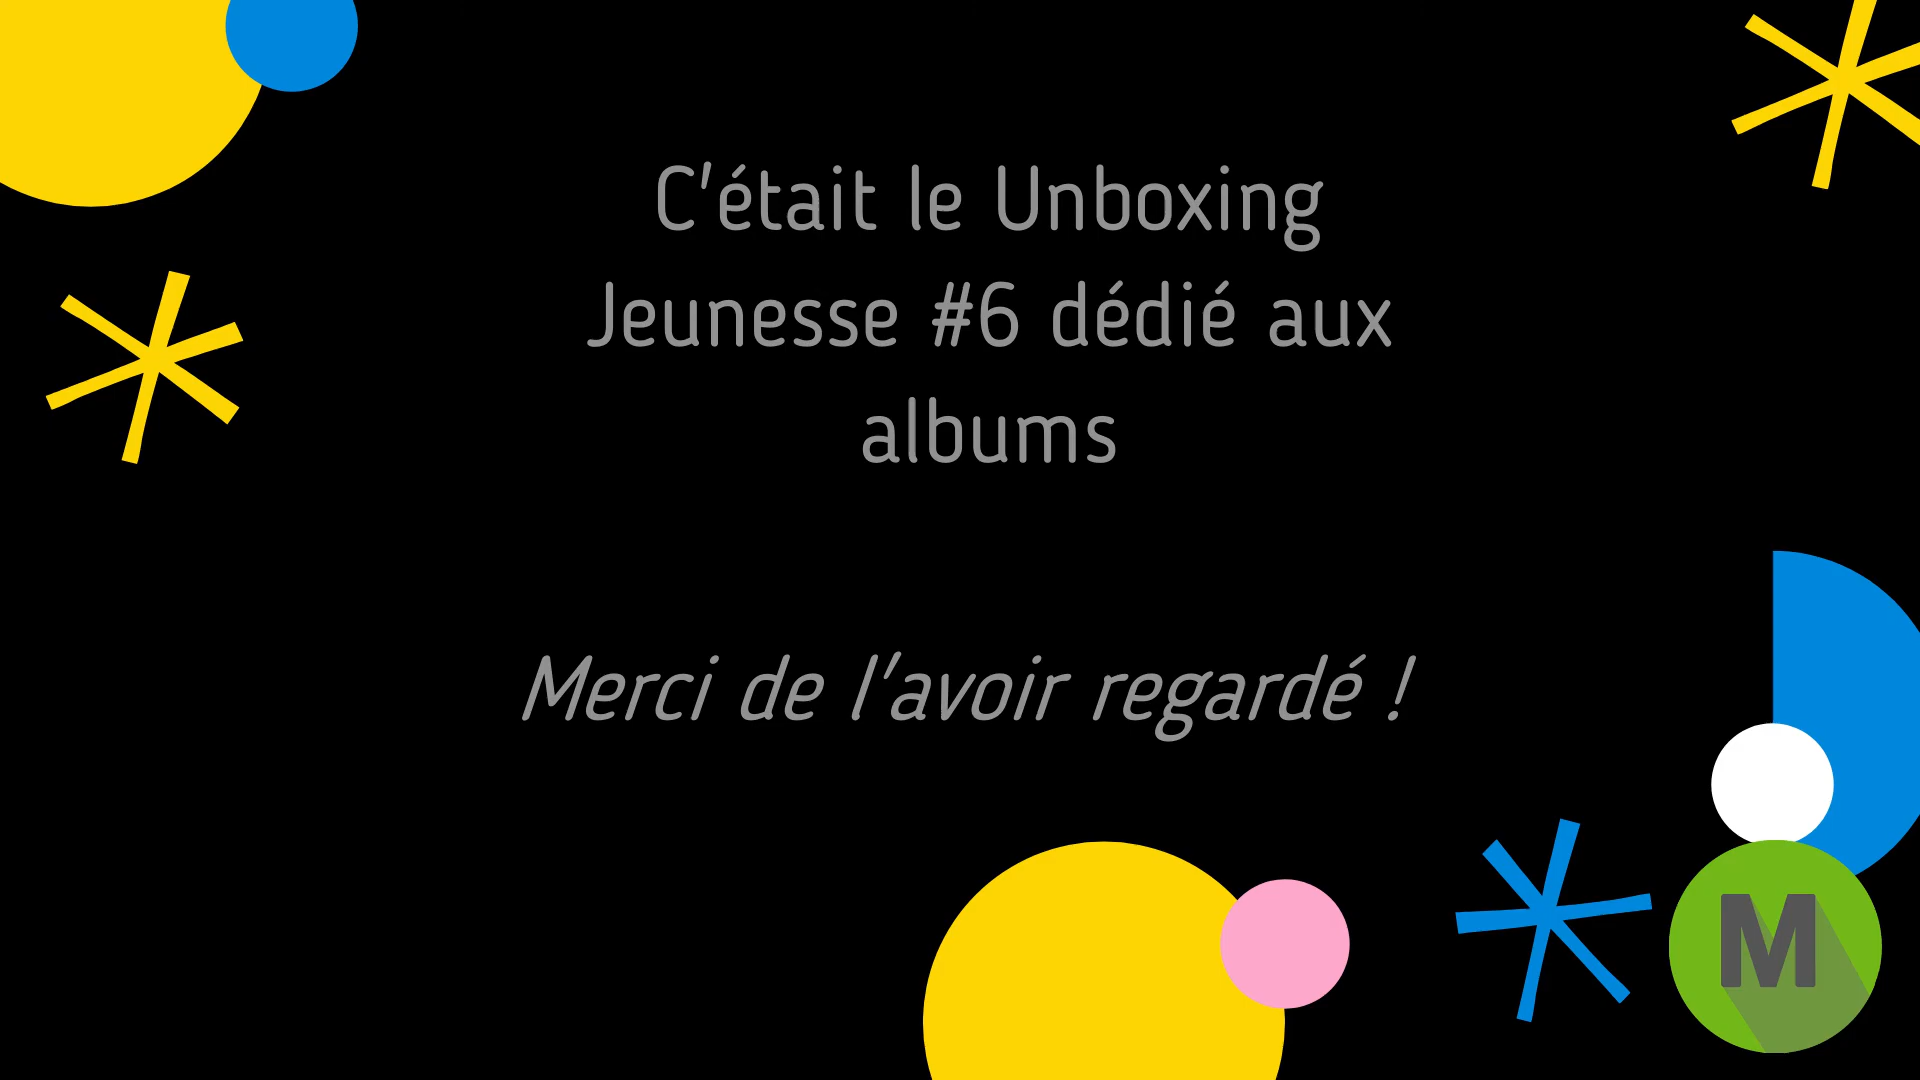 C'était le Unboxing
Jeunesse #6 dédié aux
albums
Merci de l'avoir regardé !
M